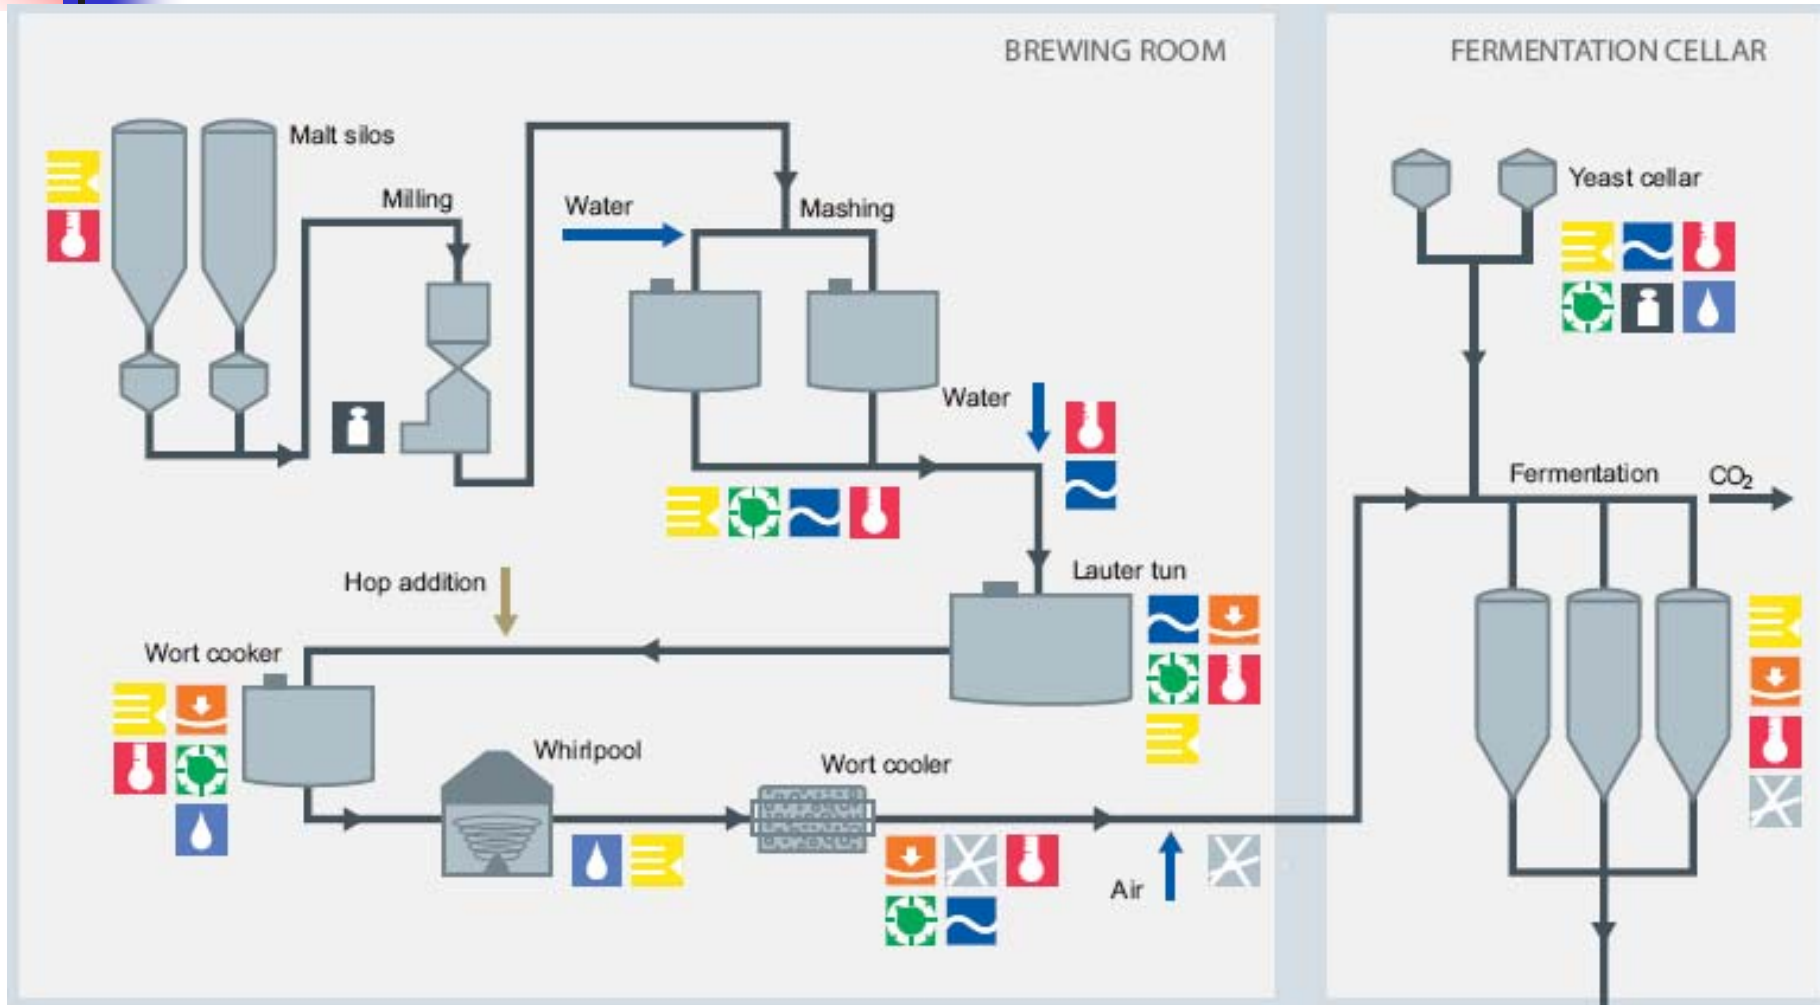 BREWING ROOM
FERMENTATION CELLAR
Malt silos
Milling
Water
Mashing
Yeast cellar
Water
Fermentation
CO₂
Hop addition
Lauter tun
Wort cooker
Whirlpool
Wort cooler
Air